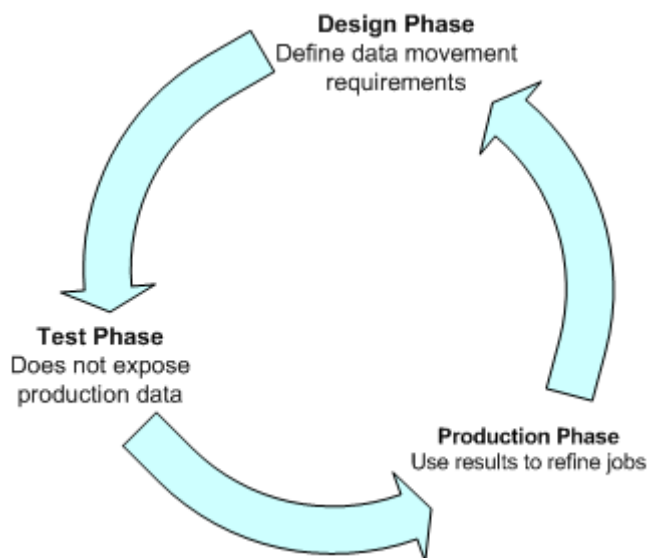 Design Phase
Define data movement
requirements
Test Phase
Does not expose
production data
Production Phase
Use results to refine jobs